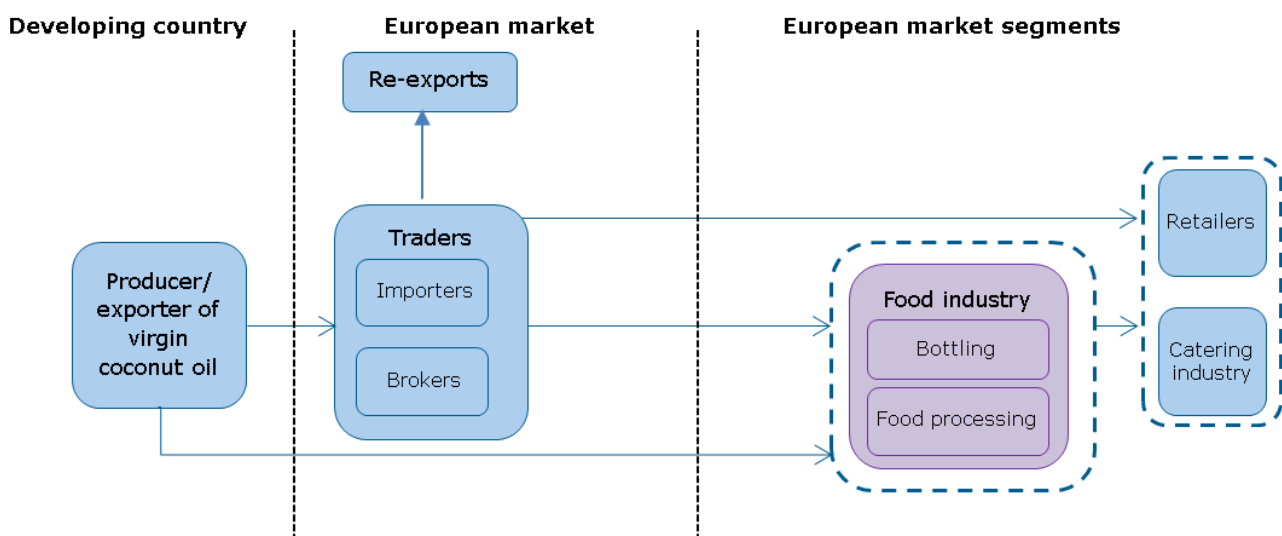 Developing country
European market
European market segments
Re-exports
Traders
Importers
Brokers
Producer/
exporter of
virgin
coconut oil
Food industry
Bottling
Food processing
Retailers
Catering
industry